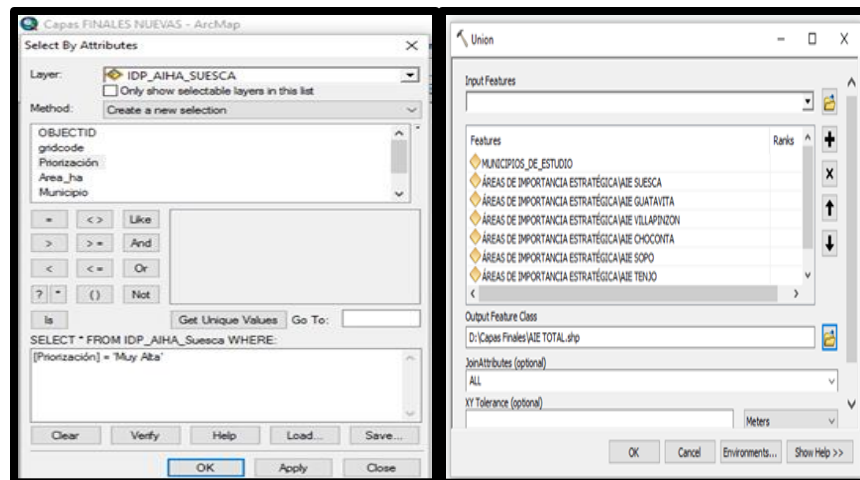 Capas FINALES NUEVAS - ArcMap
Select By Attributes
Layer: IDP_AIHA_SUESCA
Only show selectable layers in this list
Method: Create a new selection
OBJECTID
gridcode
Priorización
Area_ha
Municipio
= <> Like
> > = And
< < = Or
? * () Not
Is Get Unique Values Go To:
SELECT * FROM IDP_AIHA_Suesca WHERE:
[Priorización] = 'Muy Alta'
Clear Verify Help Load... Save...
OK Apply Close
Union
Input Features
Features Ranks
MUNICIPIOS_DE_ESTUDIO
ÁREAS DE IMPORTANCIA ESTRATÉGICA\AIE SUESCA
ÁREAS DE IMPORTANCIA ESTRATÉGICA\AIE GUATAVITA
ÁREAS DE IMPORTANCIA ESTRATÉGICA\AIE VILLAPINZON
ÁREAS DE IMPORTANCIA ESTRATÉGICA\AIE CHOCONTA
ÁREAS DE IMPORTANCIA ESTRATÉGICA\AIE SOPO
ÁREAS DE IMPORTANCIA ESTRATÉGICA\AIE TENJO
Output Feature Class
D:\Capas Finales\AIE TOTAL.shp
JoinAttributes (optional)
ALL
XY Tolerance (optional)
Meters
OK Cancel Environments... Show Help >>